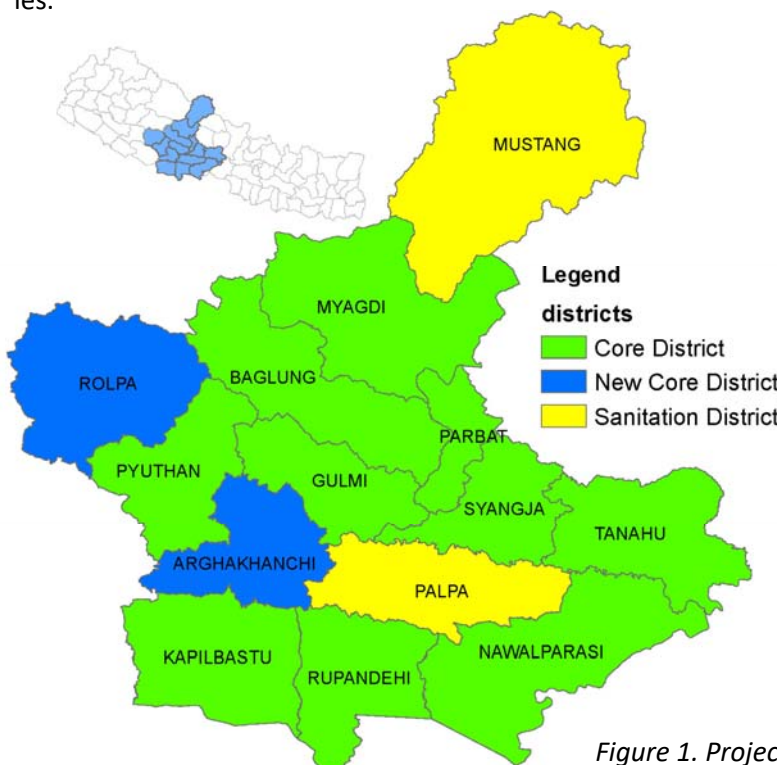 ies.
MUSTANG
Legend
districts
Core District
New Core District
Sanitation District
MYAGDI
ROLPA
BAGLUNG
PARBAT
PYUTHAN
GULMI
SYANGJA
TANAHU
ARGHAKHANCHI
PALPA
KAPILBASTU
NAWALPARASI
RUPANDEHI
Figure 1. Projec